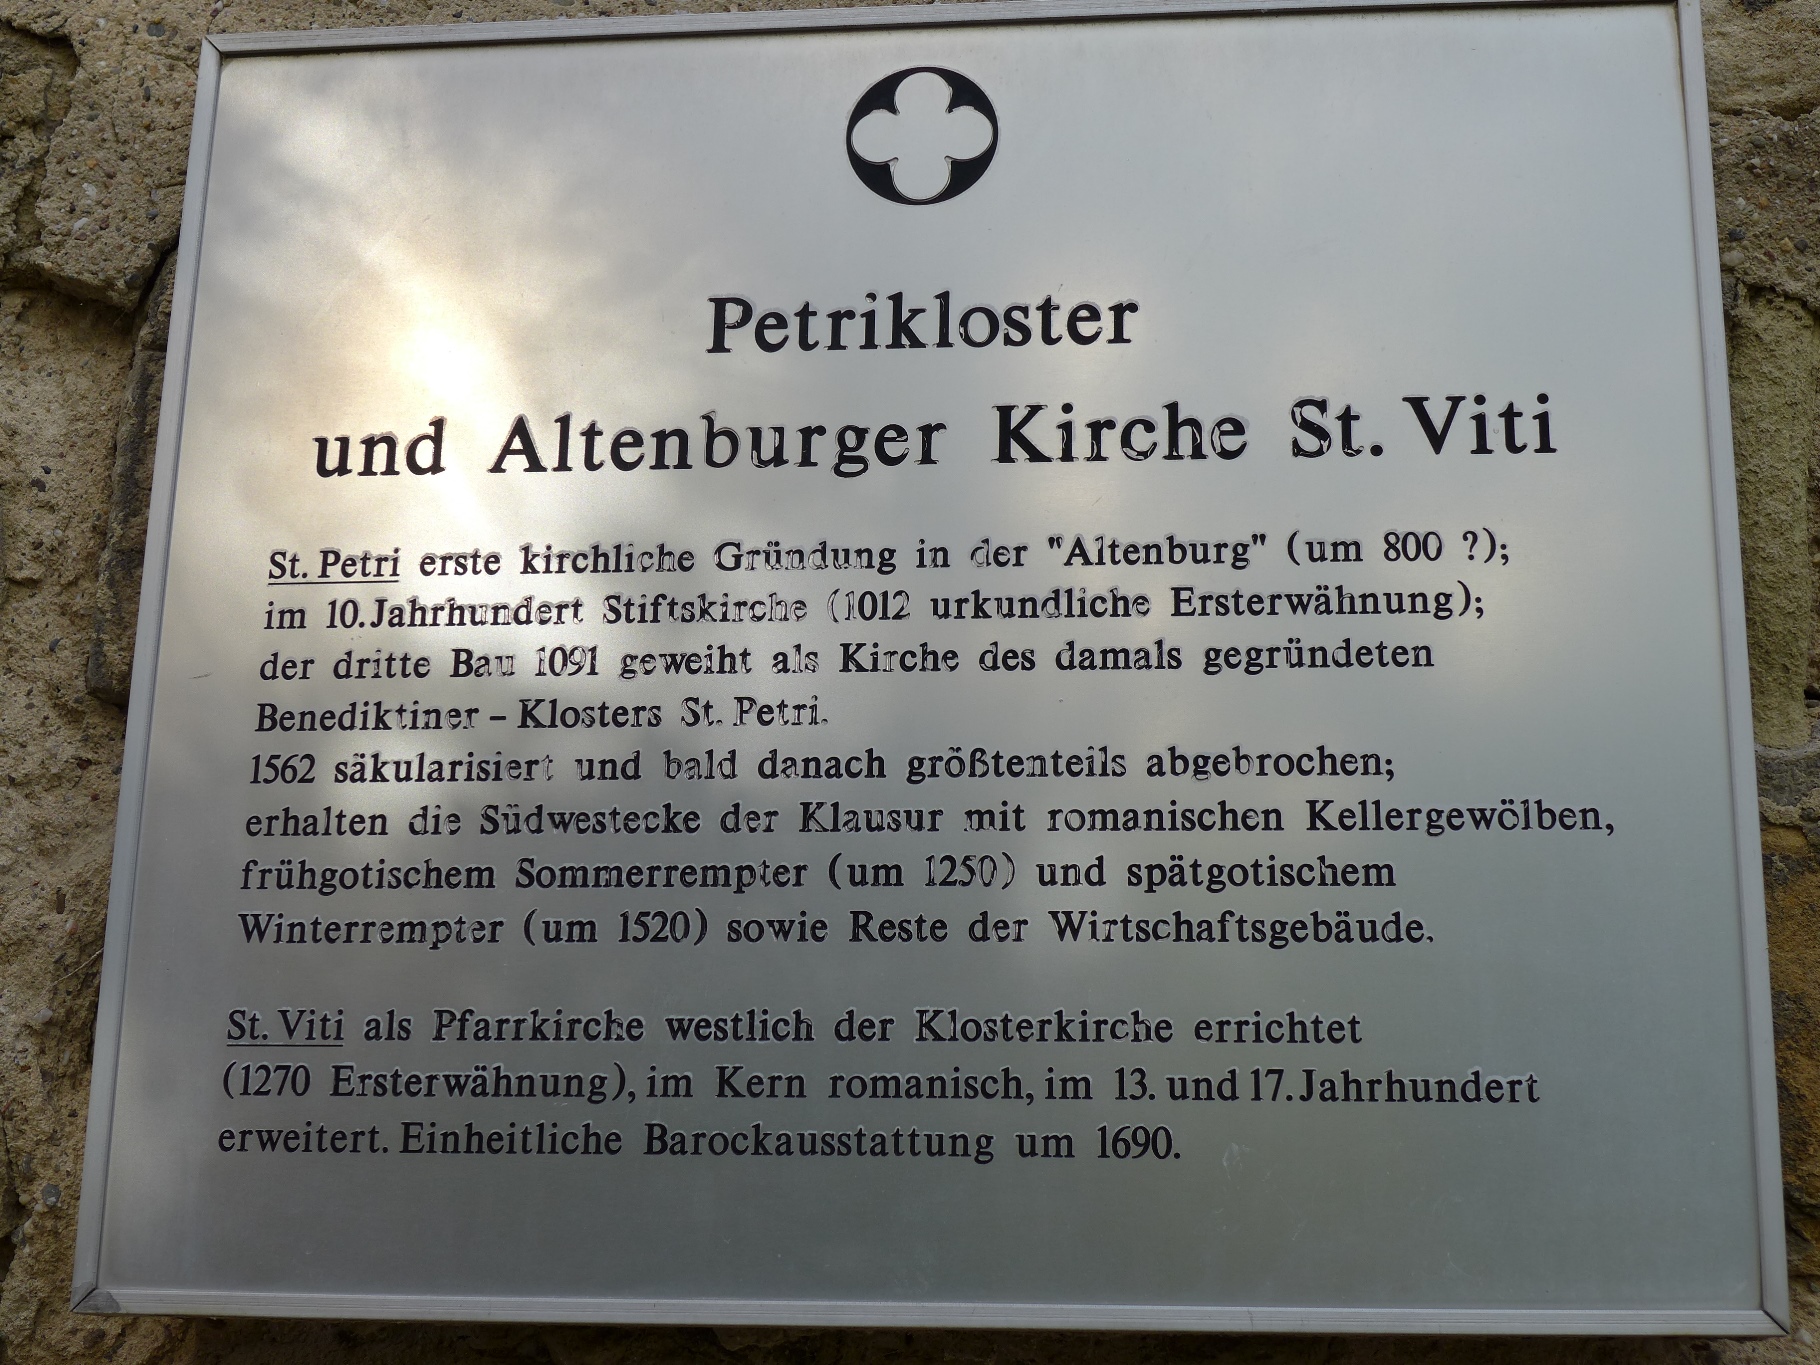 Petrikloster
und Altenburger Kirche St. Viti
St. Petri erste kirchliche Gründung in der "Altenburg" (um 800 ?);
im 10. Jahrhundert Stiftskirche (1012 urkundliche Ersterwähnung);
der dritte Bau 1091 geweiht als Kirche des damals gegründeten
Benediktiner - Klosters St. Petri.
1562 säkularisiert und bald danach größtenteils abgebrochen;
erhalten die Südwestecke der Klausur mit romanischen Kellergewölben,
frühgotischem Sommerrempter (um 1250) und spätgotischem
Winterrempter (um 1520) sowie Reste der Wirtschaftsgebäude.
St. Viti als Pfarrkirche westlich der Klosterkirche errichtet
(1270 Ersterwähnung), im Kern romanisch, im 13. und 17. Jahrhundert
erweitert. Einheitliche Barockausstattung um 1690.